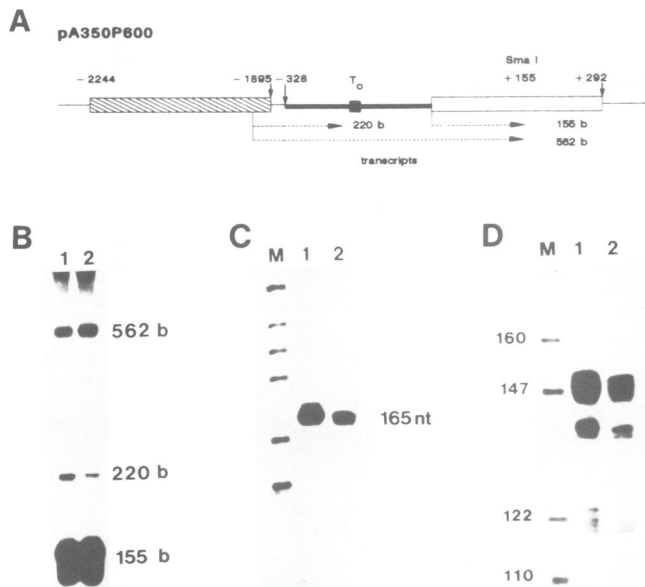 A
pA350P600
Sma I
-2244 -1895 -328 To +155 +292
220 b 155 b
562 b
transcripts
B
1 2
562 b
220 b
155 b
C
M 1 2
165 nt
D
M 1 2
160
147
122
110